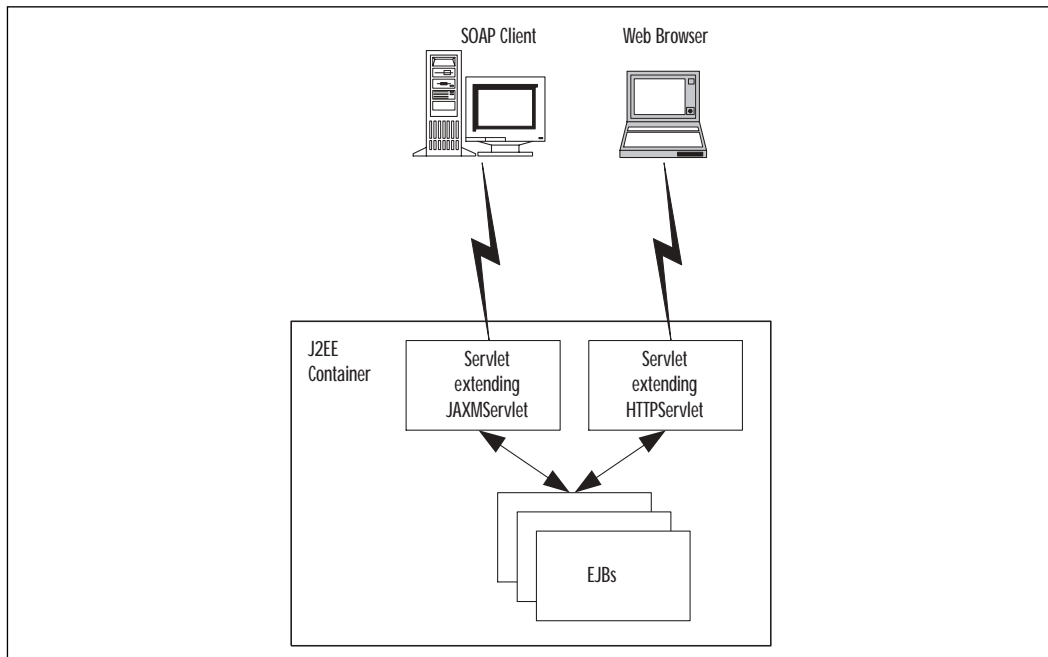 SOAP Client
Web Browser
J2EE
Container
Servlet
extending
JAXMServlet
Servlet
extending
HTTPServlet
EJBs